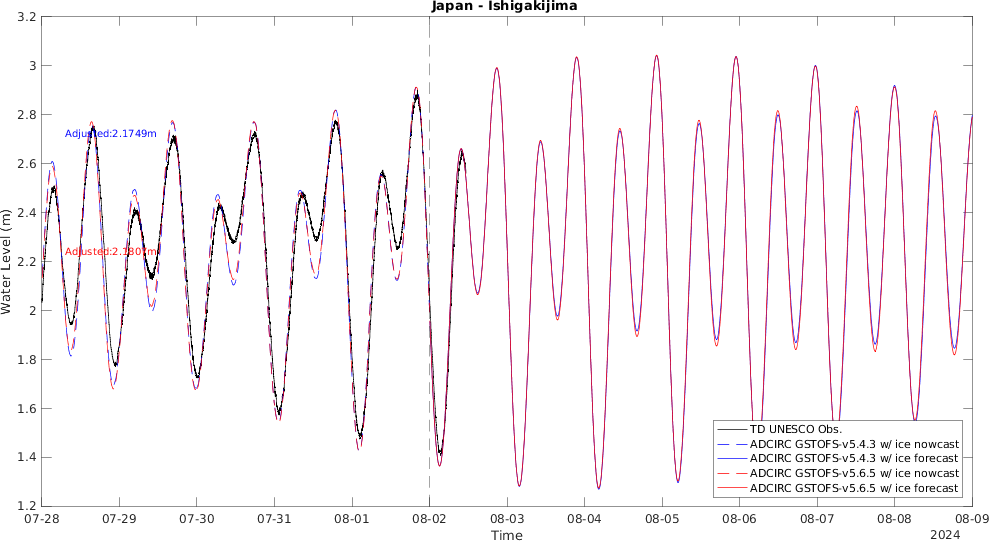 Japan - Ishigakijima
3.2
3
2.8
2.6
2.4
2.2
2
1.8
1.6
1.4
1.2
Water Level (m)
Adjusted:2.1749m
TD UNESCO Obs.
ADCIRC GSTOFS-v5.4.3 w/ ice nowcast
ADCIRC GSTOFS-v5.4.3 w/ ice forecast
ADCIRC GSTOFS-v5.6.5 w/ ice nowcast
ADCIRC GSTOFS-v5.6.5 w/ ice forecast
07-28 07-29 07-30 07-31 08-01 08-02 08-03 08-04 08-05 08-06 08-07 08-08 08-09
Time
2024